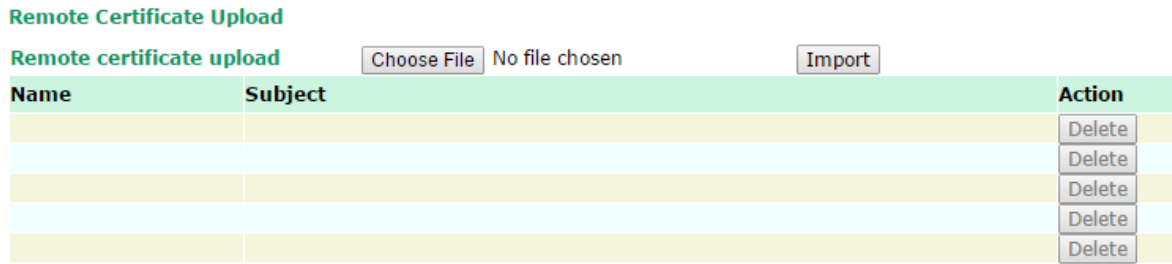 Remote Certificate Upload
Remote certificate upload Choose File No file chosen Import
Name Subject Action
Delete
Delete
Delete
Delete
Delete